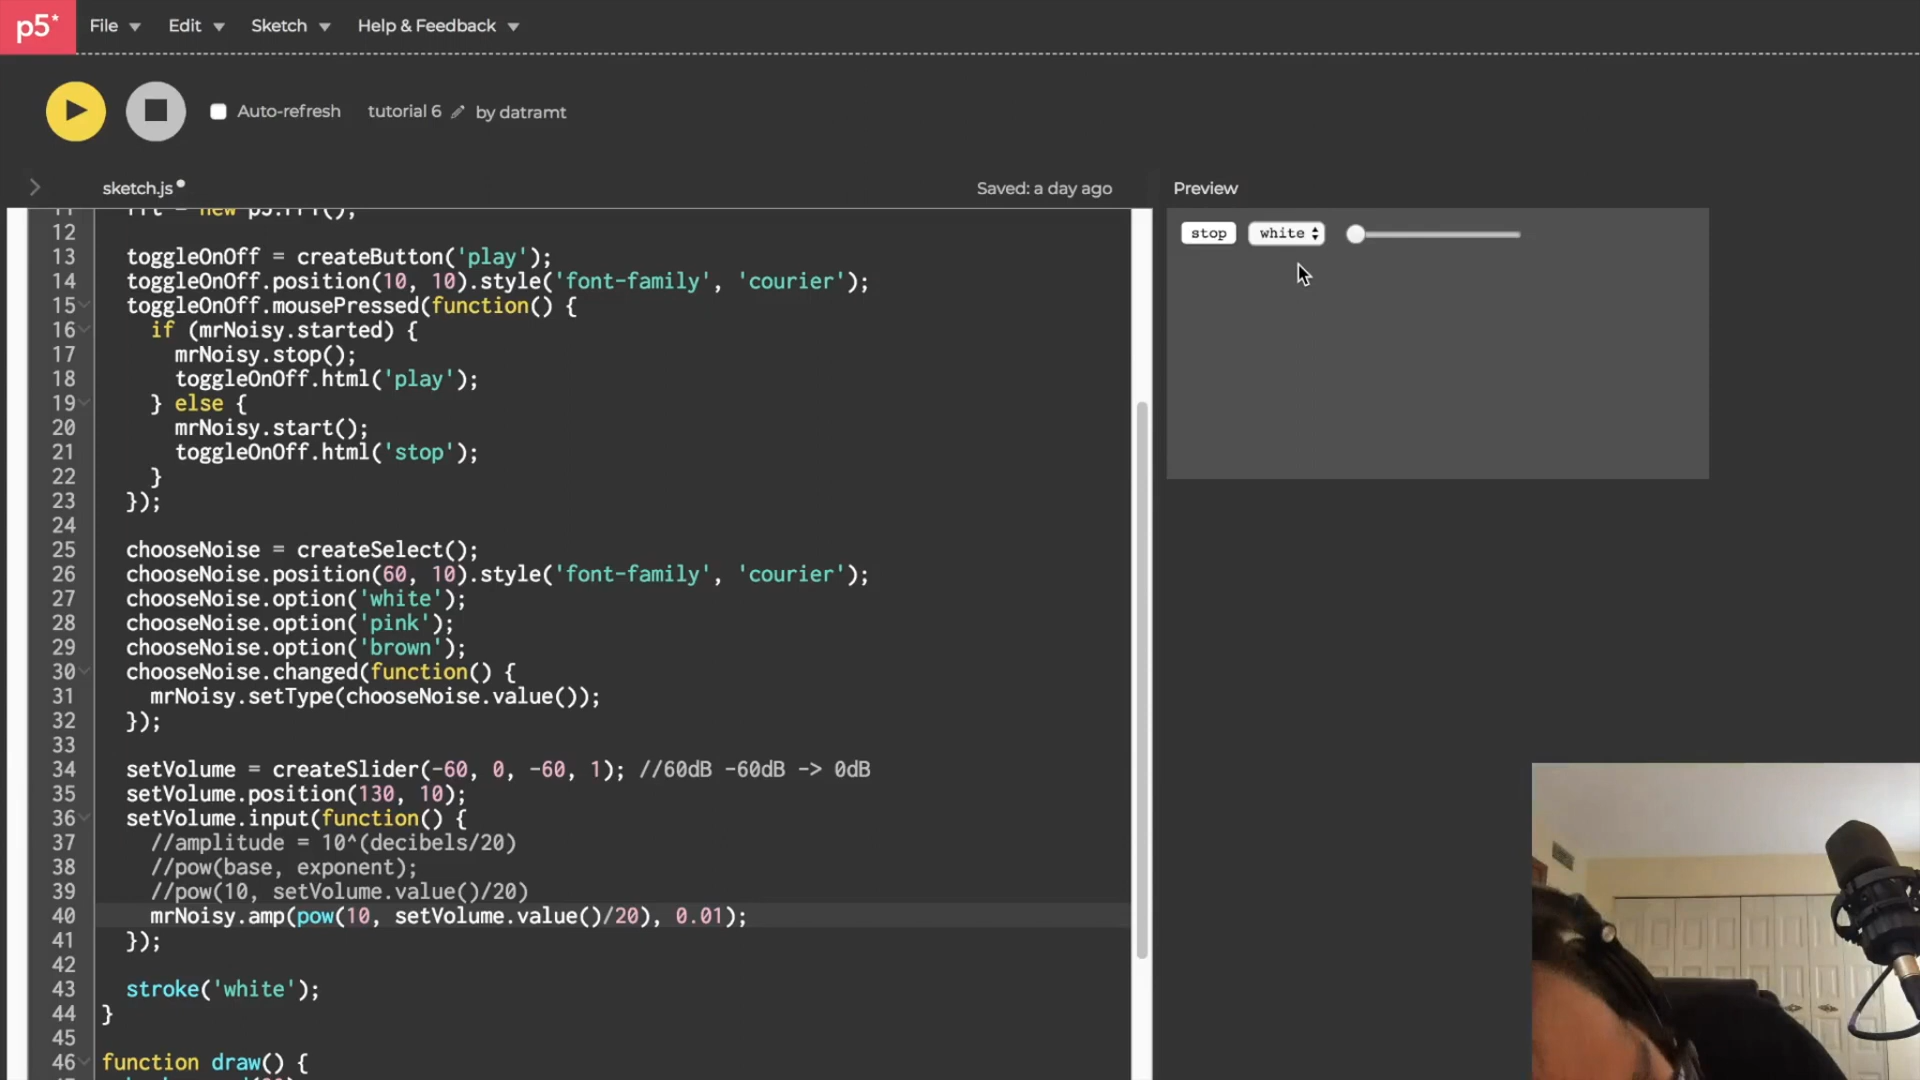 p5*
File
Edit
Sketch
Help & Feedback
Auto-refresh
tutorial 6
by datramt
sketch.js
Saved: a day ago
Preview
11 fft = new p5.FFT();
12
13 toggleOnOff = createButton('play');
14 toggleOnOff.position(10, 10).style('font-family', 'courier');
15 toggleOnOff.mousePressed(function() {
16 if (mrNoisy.started) {
17 mrNoisy.stop();
18 toggleOnOff.html('play');
19 } else {
20 mrNoisy.start();
21 toggleOnOff.html('stop');
22 }
23 });
24
25 chooseNoise = createSelect();
26 chooseNoise.position(60, 10).style('font-family', 'courier');
27 chooseNoise.option('white');
28 chooseNoise.option('pink');
29 chooseNoise.option('brown');
30 chooseNoise.changed(function() {
31 mrNoisy.setType(chooseNoise.value());
32 });
33
34 setVolume = createSlider(-60, 0, -60, 1); //60dB -60dB -> 0dB
35 setVolume.position(130, 10);
36 setVolume.input(function() {
37 //amplitude = 10^(decibels/20)
38 //pow(base, exponent);
39 //pow(10, setVolume.value()/20)
40 mrNoisy.amp(pow(10, setVolume.value()/20), 0.01);
41 });
42
43 stroke('white');
44 }
45
46 function draw() {
stop
white